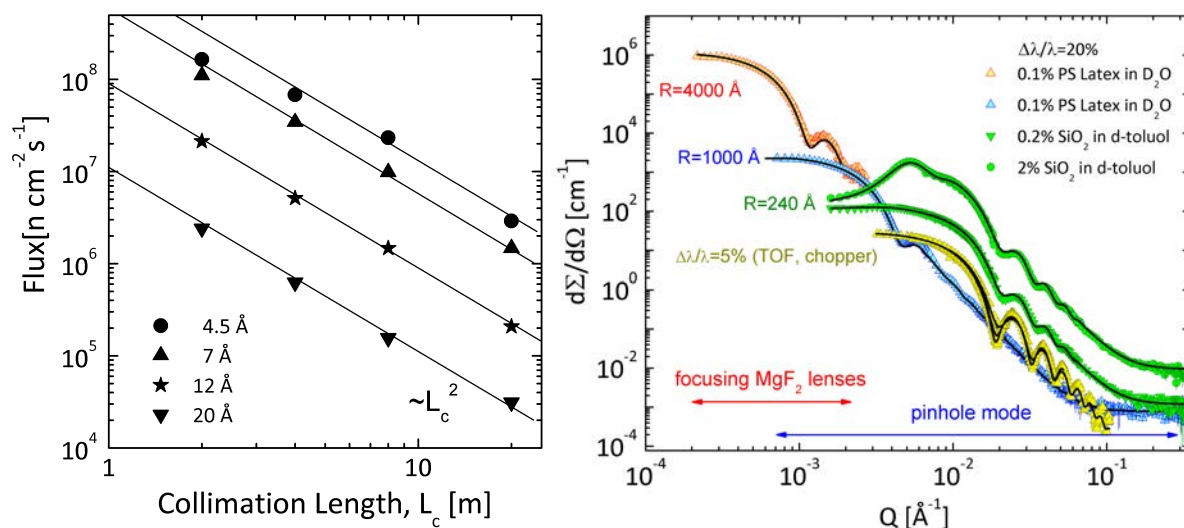 10⁸
10⁷
10⁶
10⁵
10⁴
Flux[n cm⁻²s⁻¹]
4.5 Å
7 Å
12 Å
20 Å
~L_c²
1
10
Collimation Length, L_c [m]
10⁶
10⁴
10²
10⁰
10⁻²
10⁻⁴
dΣ/dΩ [cm⁻¹]
Δλ/λ=20%
0.1% PS Latex in D₂O
0.1% PS Latex in D₂O
0.2% SiO₂ in d-toluol
2% SiO₂ in d-toluol
R=4000 Å
R=1000 Å
R=240 Å
Δλ/λ=5% (TOF, chopper)
focusing MgF₂ lenses
pinhole mode
10⁻⁴
10⁻³
10⁻²
10⁻¹
Q [Å⁻¹]